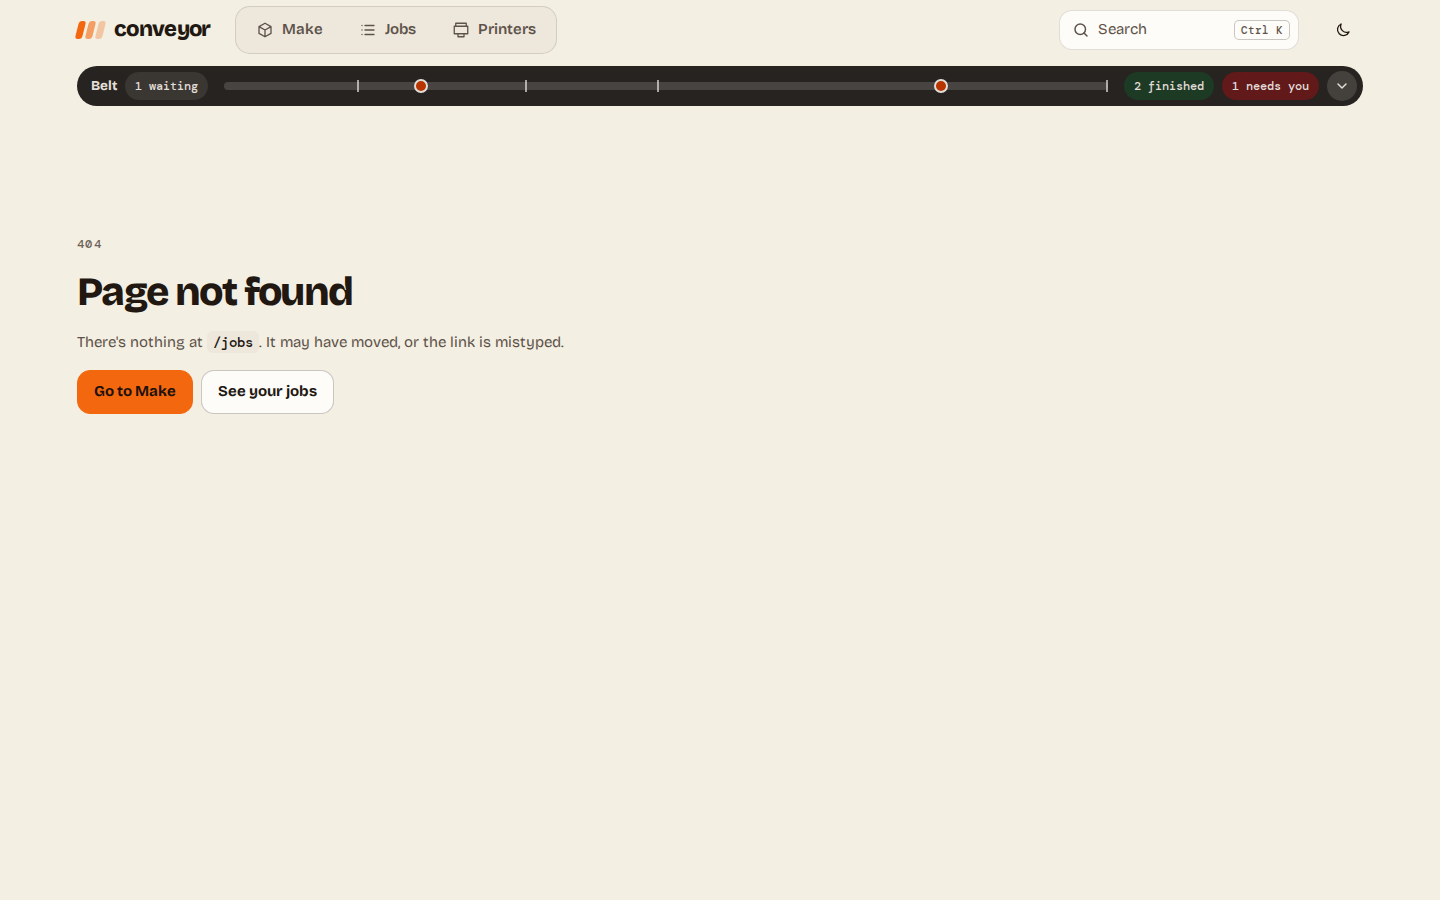 conveyor
Make
Jobs
Printers
Search
Ctrl K
Belt
1 waiting
2 finished
1 needs you
404
Page not found
There's nothing at /jobs. It may have moved, or the link is mistyped.
Go to Make
See your jobs